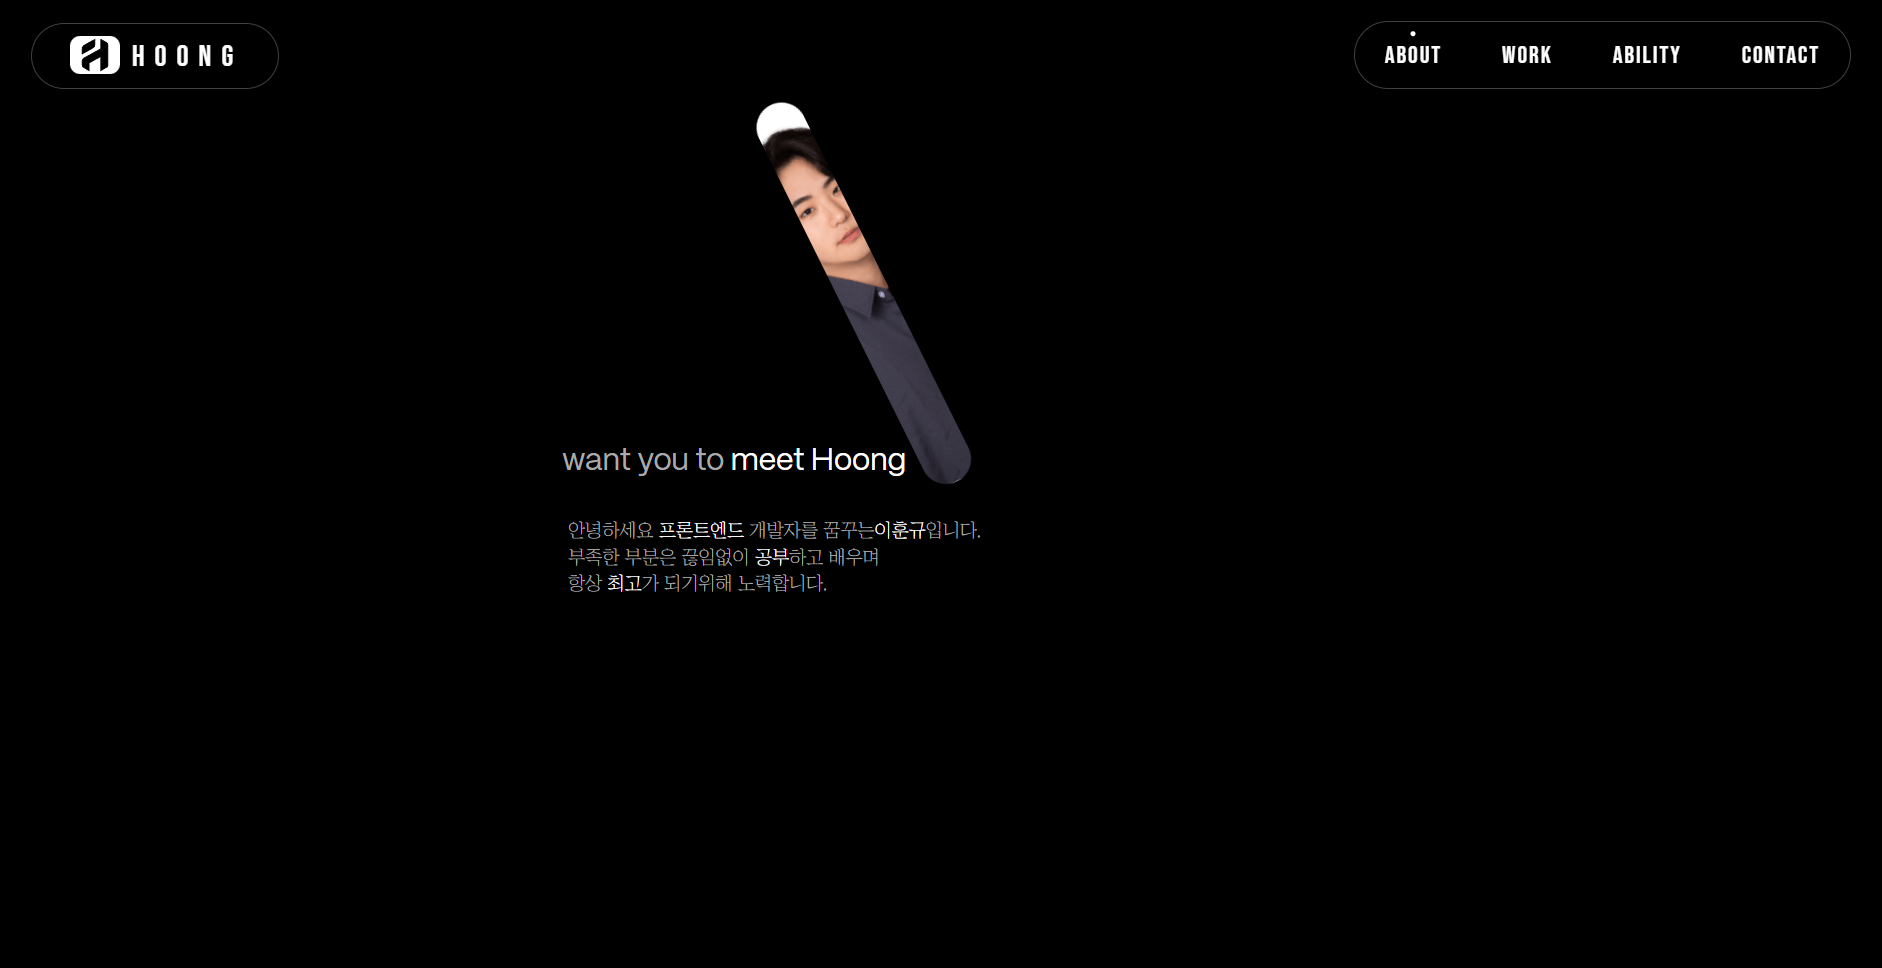 HOONG
ABOUT WORK ABILITY CONTACT
want you to meet Hoong
안녕하세요 프론트엔드 개발자를 꿈꾸는이훈규입니다.
부족한 부분은 끊임없이 공부하고 배우며
항상 최고가 되기위해 노력합니다.